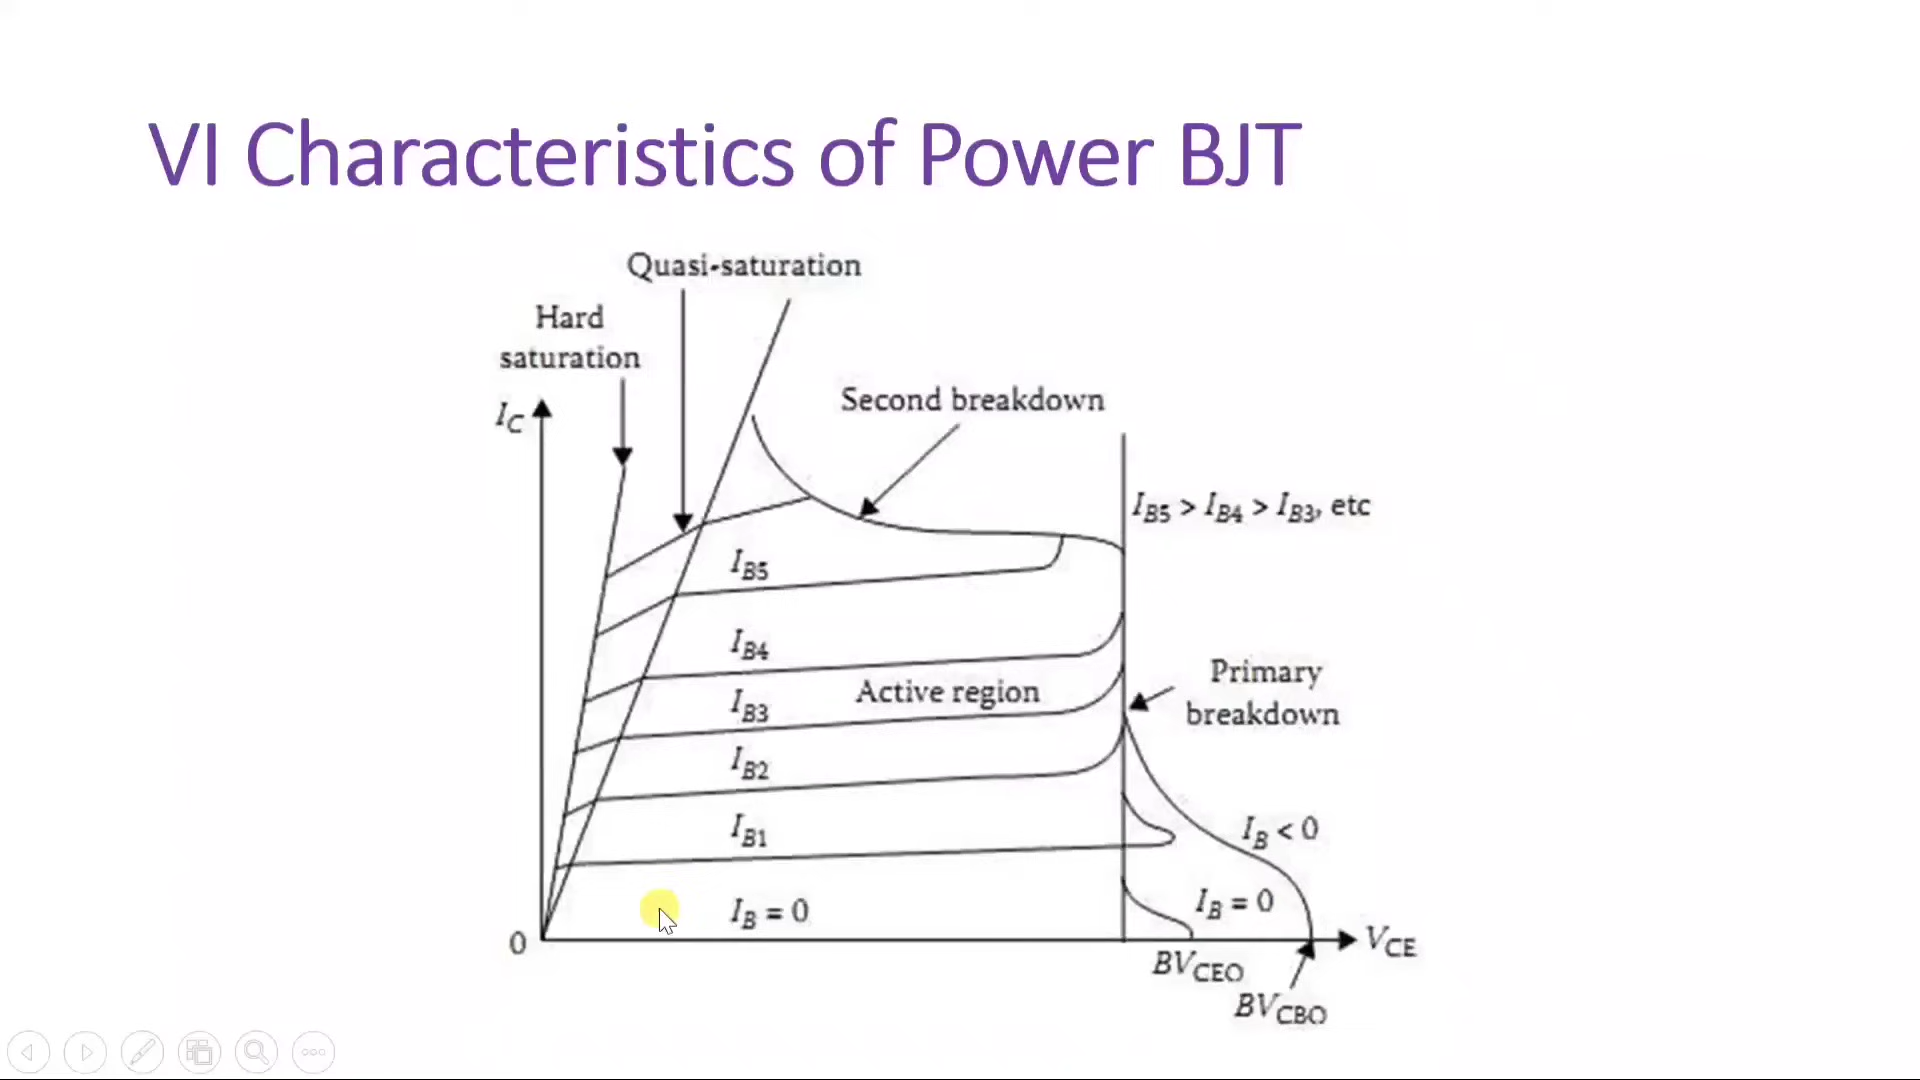 VI Characteristics of Power BJT
Quasi-saturation
Hard
saturation
I_C
Second breakdown
I_B5 > I_B4 > I_B3, etc
I_B5
I_B4
Active region
I_B3
Primary
breakdown
I_B2
I_B1
I_B < 0
I_B = 0
I_B = 0
0
V_CE
BV_CEO
BV_CBO